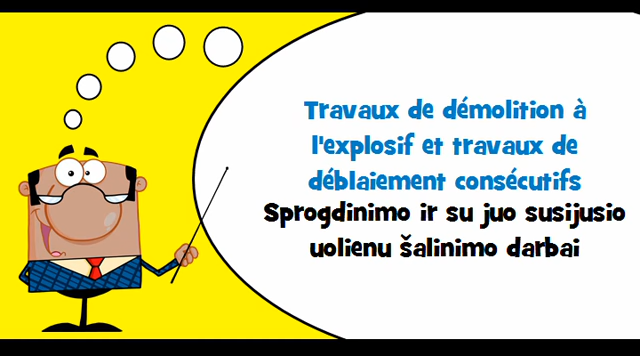 Travaux de démolition à
l'explosif et travaux de
déblaiement consécutifs
Sprogdinimo ir su juo susijusio
uolienu šalinimo darbai